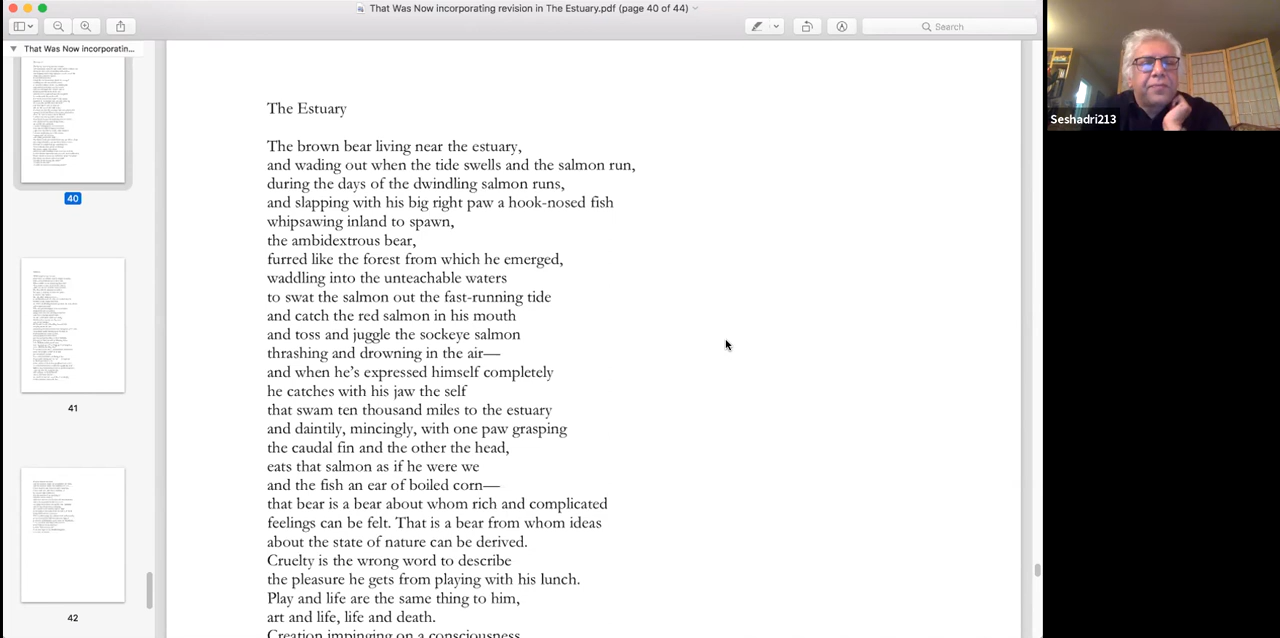 That Was Now incorporating revision in The Estuary.pdf (page 40 of 44)
Search
That Was Now incorporatin...
40
41
42
The Estuary
The brown bear living near the estuary,
and wading out when the tide swells and the salmon run,
during the days of the dwindling salmon runs,
and slapping with his big right paw a hook-nosed fish
whipsawing inland to spawn,
the ambidextrous bear,
furred like the forest from which he emerged,
waddling into the unteachable waters
to swipe a salmon out the fast-rising tide
and catch the red salmon in his mouth
and toss and juggle the sockeye salmon
thrashing and drowning in the air—
and when he's expressed himself completely
he catches with his jaw the self
that swam ten thousand miles to the estuary
and daintily, mincingly, with one paw grasping
the caudal fin and the other the head,
eats that salmon as if he were we
and the fish an ear of boiled corn—
that there's a bear about whom vast and complicated
feelings can be felt. That is a bear from whom ideas
about the state of nature can be derived.
Cruelty is the wrong word to describe
the pleasure he gets from playing with his lunch.
Play and life are the same thing to him,
art and life, life and death.
Creation impinging on a consciousness
Seshadri213